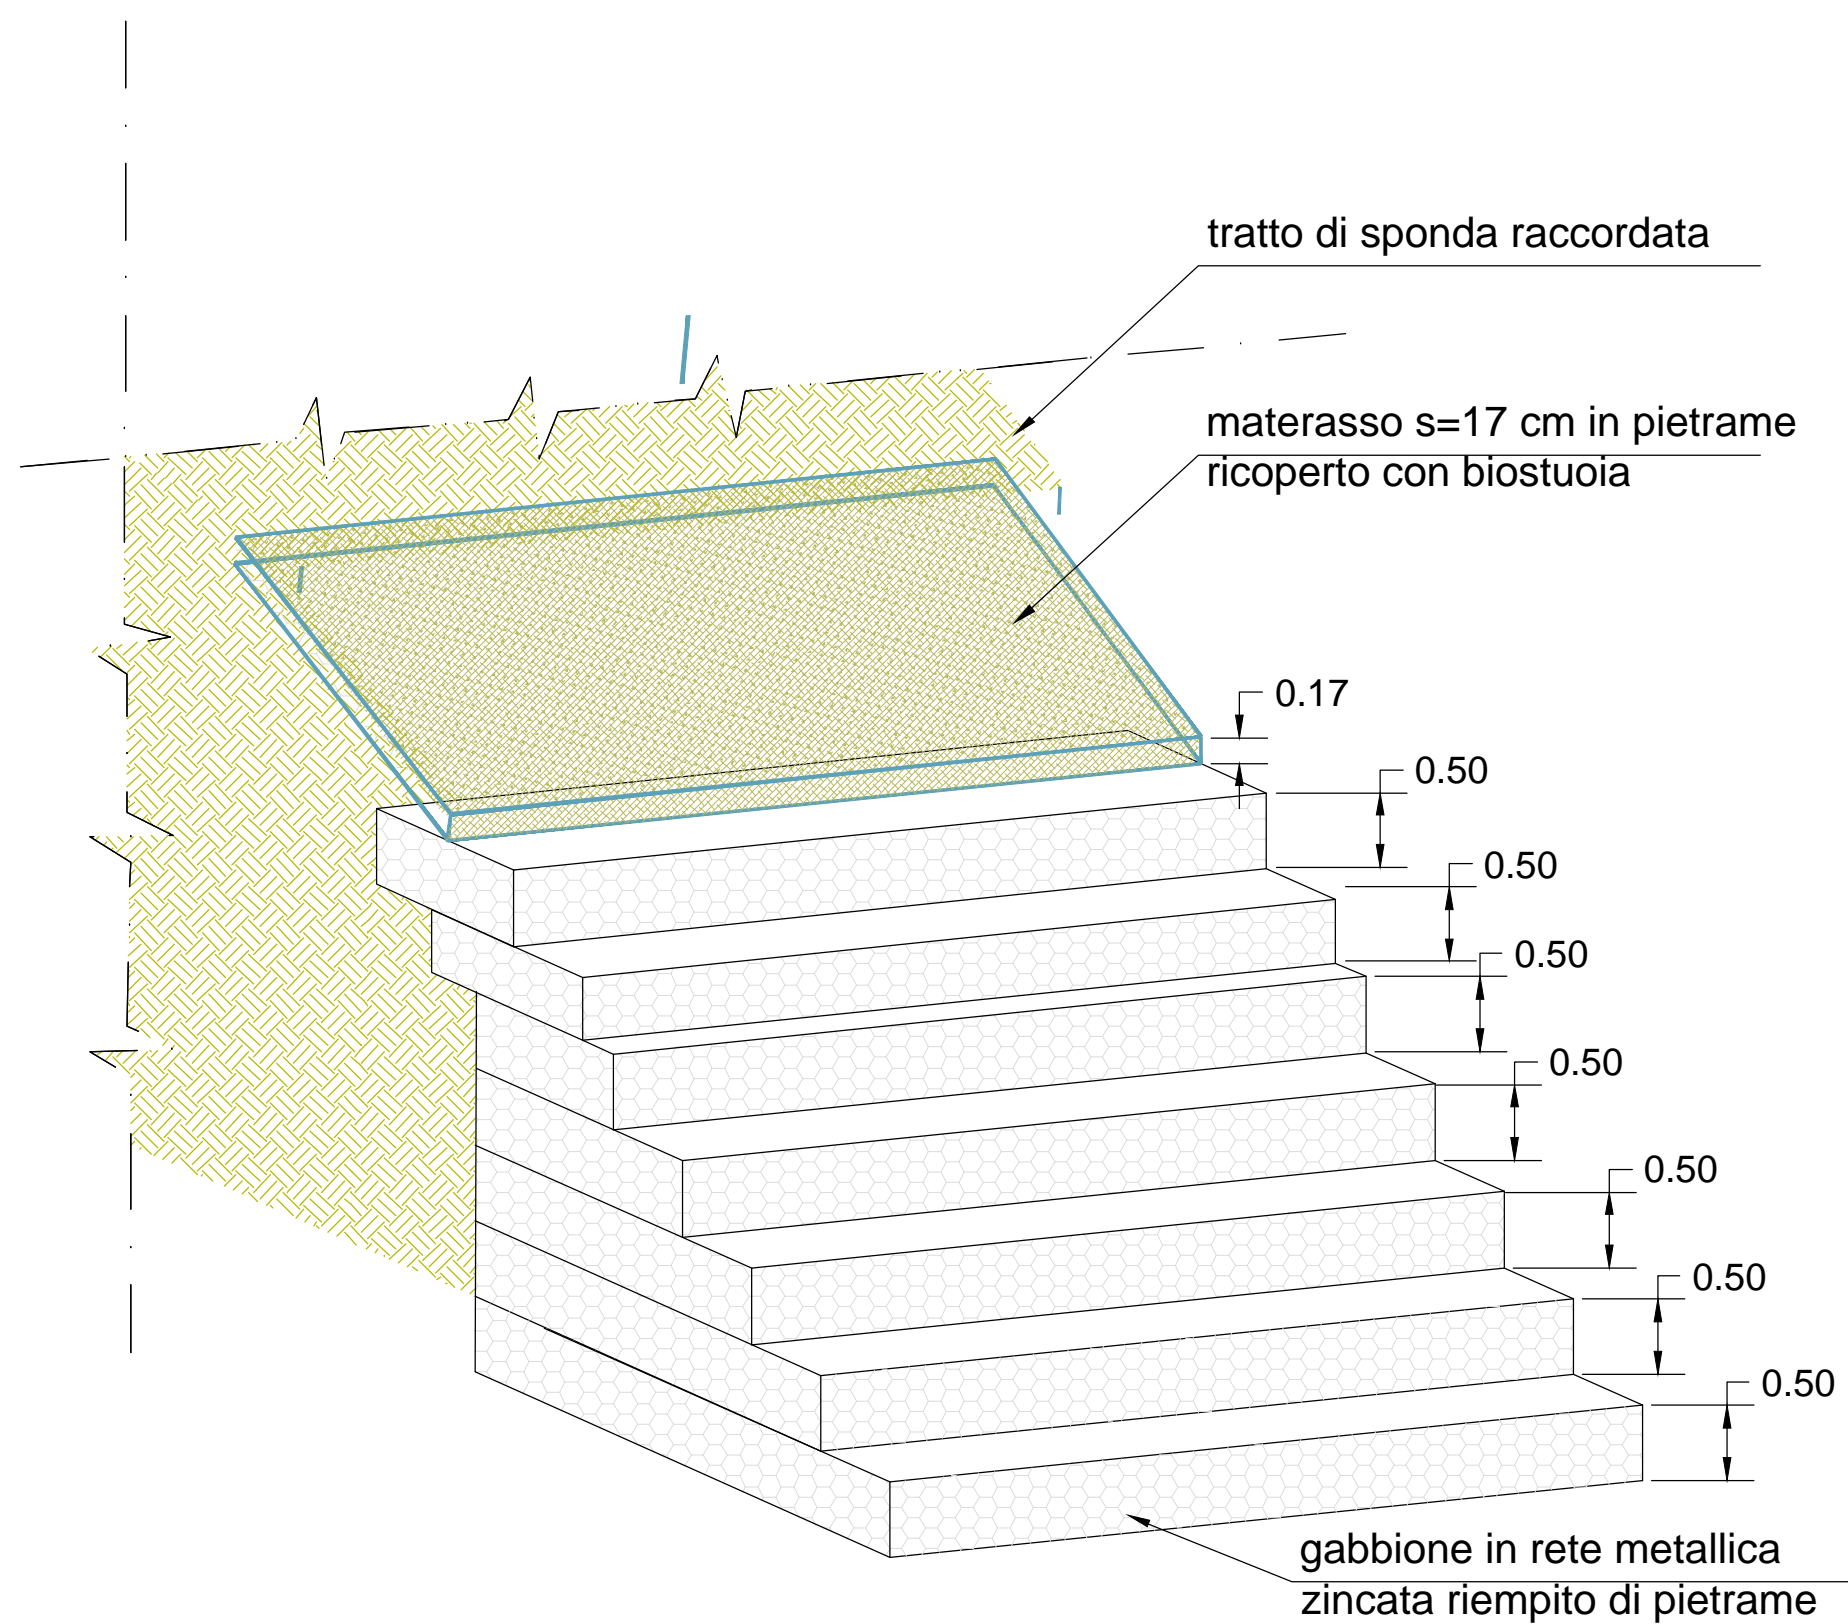 tratto di sponda raccordata
materasso s=17 cm in pietrame
ricoperto con biostuoia
0.17
0.50
0.50
0.50
0.50
0.50
0.50
0.50
gabbione in rete metallica
zincata riempito di pietrame